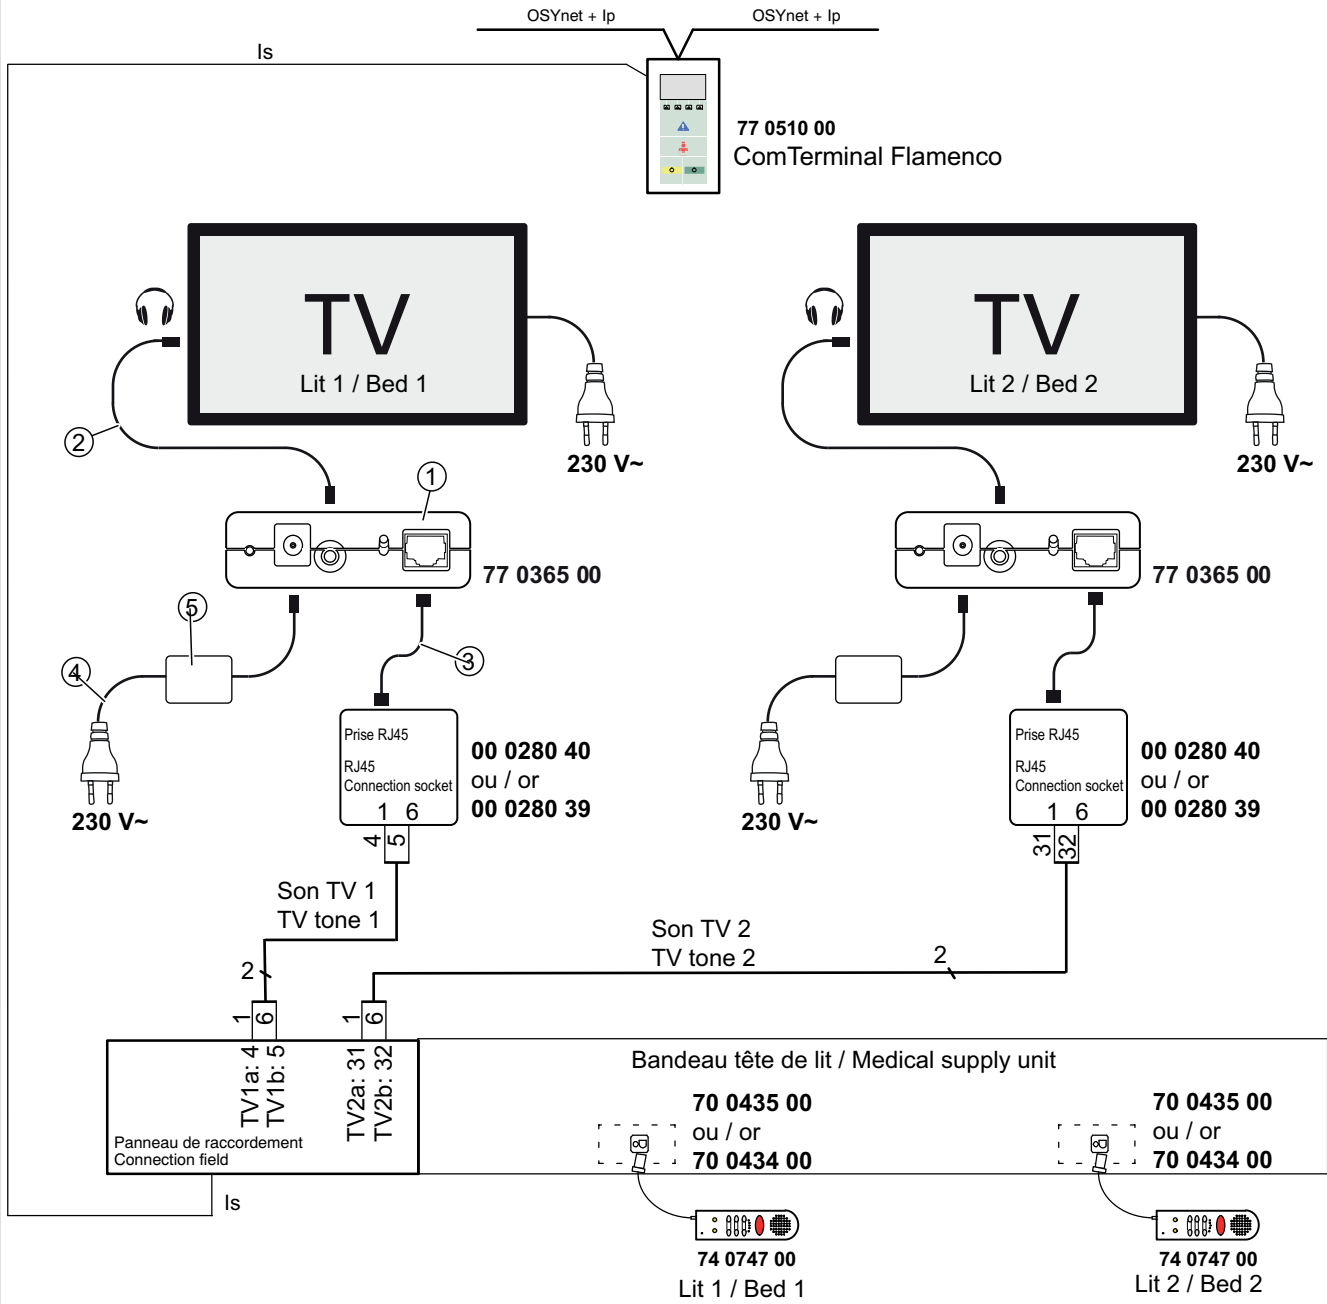 OSYnet + Ip
OSYnet + Ip
Is
77 0510 00
ComTerminal Flamenco
TV
Lit 1 / Bed 1
230 V~
TV
Lit 2 / Bed 2
230 V~
2
1
77 0365 00
77 0365 00
5
3
4
230 V~
Prise RJ45
RJ45
Connection socket
1 6
00 0280 40
ou / or
00 0280 39
230 V~
Prise RJ45
RJ45
Connection socket
1 6
00 0280 40
ou / or
00 0280 39
4
5
31
32
Son TV 1
TV tone 1
Son TV 2
TV tone 2
2
2
1
6
1
6
TV1a: 4
TV1b: 5
TV2a: 31
TV2b: 32
Panneau de raccordement
Connection field
Bandeau tête de lit / Medical supply unit
70 0435 00
ou / or
70 0434 00
70 0435 00
ou / or
70 0434 00
Is
74 0747 00
Lit 1 / Bed 1
74 0747 00
Lit 2 / Bed 2